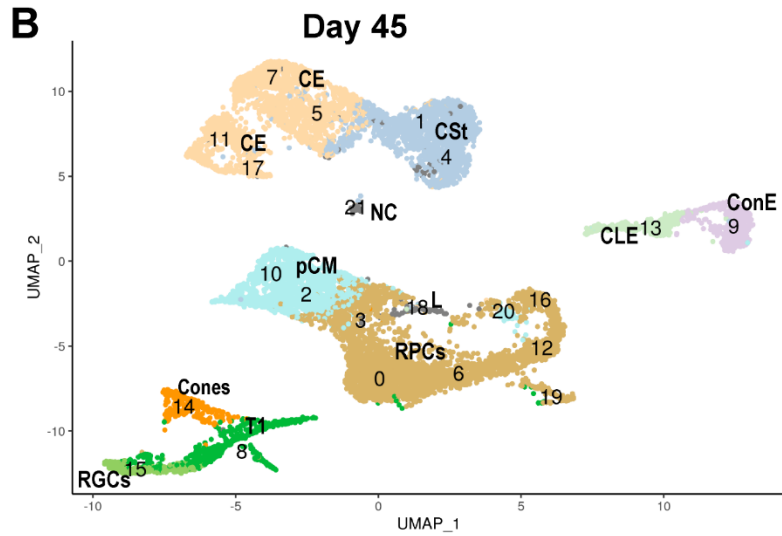 B
Day 45
10
5
0
-5
-10
UMAP_2
7 CE
5
1
CSt
4
11
CE
17
21 NC
ConE
9
13
CLE
10
pCM
2
3
18
L
16
20
RPCs
12
0
6
19
Cones
14
T1
8
15
RGCs
-10 -5 0 5 10
UMAP_1